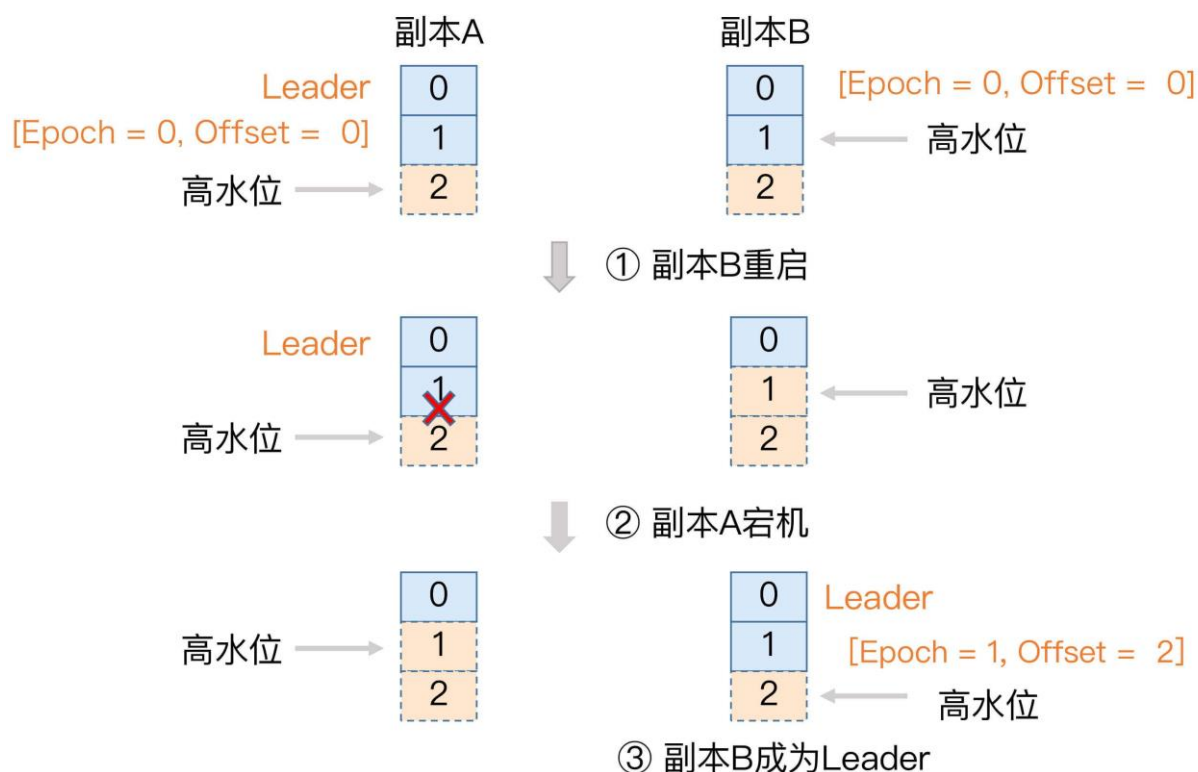 副本A
副本B
Leader
[Epoch = 0, Offset = 0]
高水位
0
1
2
0
1
2
[Epoch = 0, Offset = 0]
高水位
① 副本B重启
Leader
高水位
0
1
2
0
1
2
高水位
② 副本A宕机
高水位
0
1
2
0
1
2
Leader
[Epoch = 1, Offset = 2]
高水位
③ 副本B成为Leader